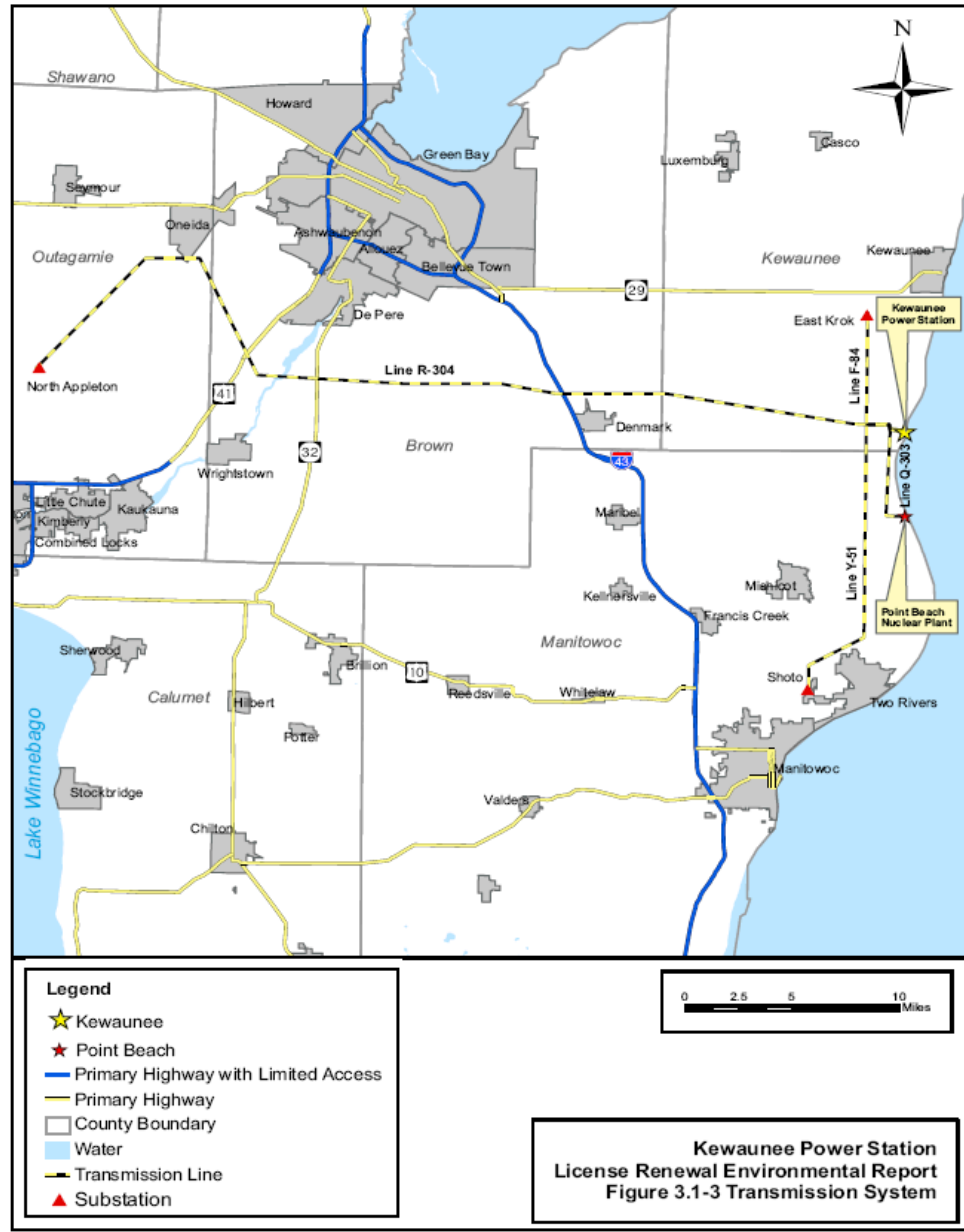 N
Shawano
Howard
Green Bay
Luxemburg
Casco
Seymour
Oneida
Ashwaubenon
Allouez
Outagamie
Bellevue Town
Kewaunee
Kewaunee
29
De Pere
East Krok
Kewaunee
Power Station
Line F-84
North Appleton
Line R-304
41
Brown
Denmark
32
Wrightstown
43
Line Q-303
Little Chute
Kaukauna
Kimberly
Combined Locks
Maribel
Line Y-51
Mishicot
Kellnersville
Francis Creek
Point Beach
Nuclear Plant
Sherwood
Manitowoc
Brillion
10
Calumet
Reedsville
Whitelaw
Shoto
Two Rivers
Hilbert
Potter
Manitowoc
Lake Winnebago
Stockbridge
Valders
Chilton
Legend
Kewaunee
Point Beach
Primary Highway with Limited Access
Primary Highway
County Boundary
Water
Transmission Line
Substation
0 2.5 5 10
Miles
Kewaunee Power Station
License Renewal Environmental Report
Figure 3.1-3 Transmission System